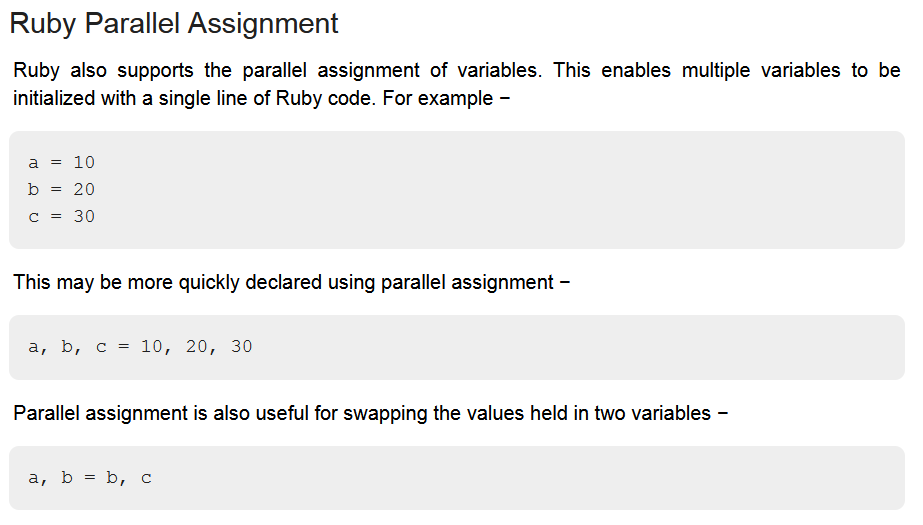 Ruby Parallel Assignment
Ruby also supports the parallel assignment of variables. This enables multiple variables to be
initialized with a single line of Ruby code. For example −
a = 10
b = 20
c = 30
This may be more quickly declared using parallel assignment −
a, b, c = 10, 20, 30
Parallel assignment is also useful for swapping the values held in two variables −
a, b = b, c